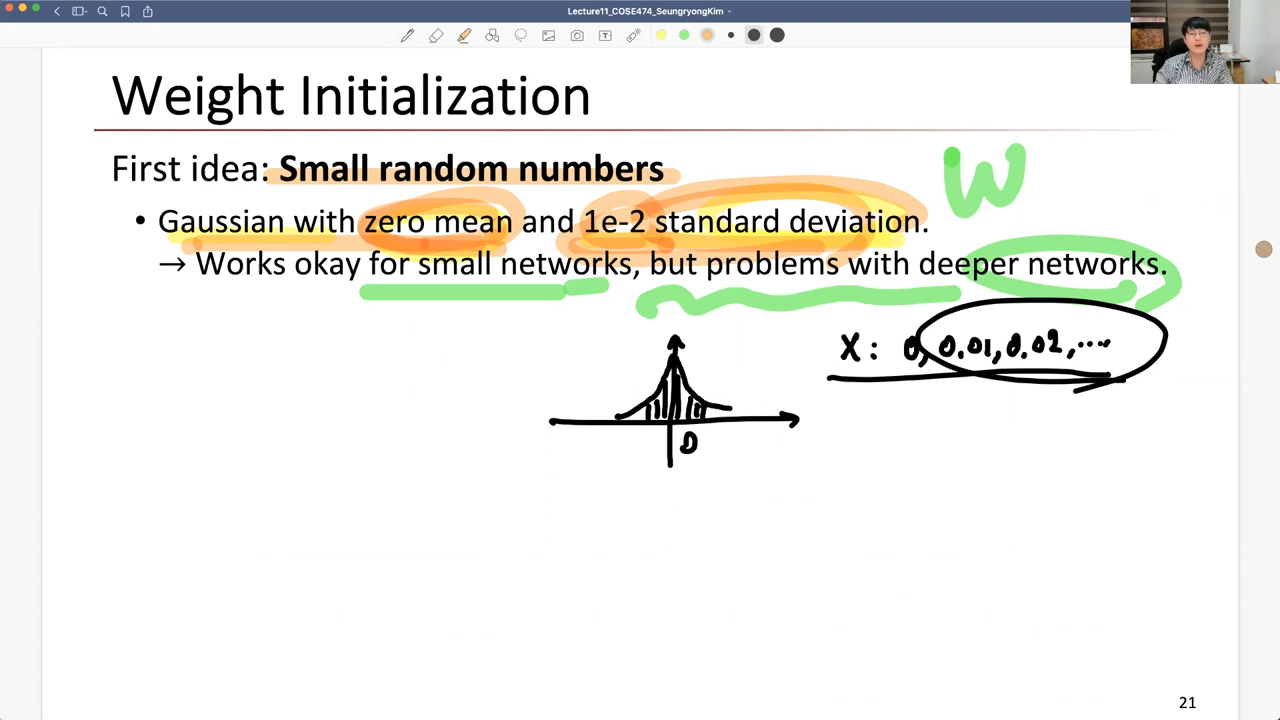 Lecture11_COSE474_SeungryongKim
Weight Initialization
First idea: Small random numbers
W
• Gaussian with zero mean and 1e-2 standard deviation.
→ Works okay for small networks, but problems with deeper networks.
X: 0, 0.01, 0.02, ....
0
21